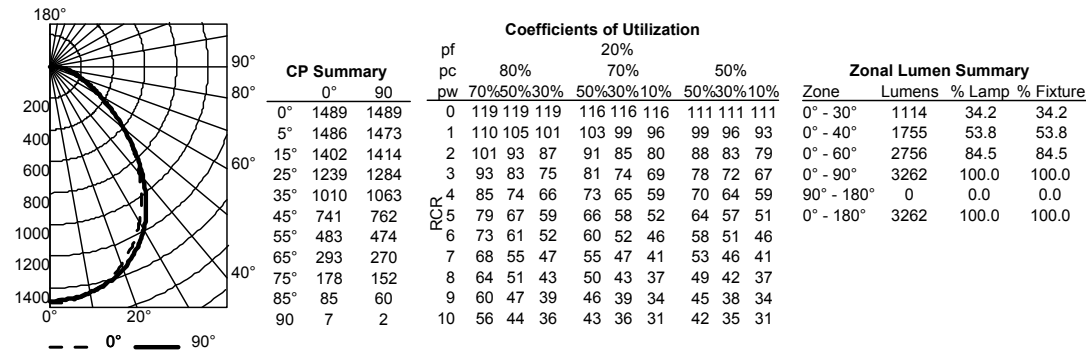 180°
90°
80°
60°
40°
200
400
600
800
1000
1200
1400
0° 20°
0° 90°
CP Summary
0° 90
0° 1489 1489
5° 1486 1473
15° 1402 1414
25° 1239 1284
35° 1010 1063
45° 741 762
55° 483 474
65° 293 270
75° 178 152
85° 85 60
90 7 2
Coefficients of Utilization
pf 20%
pc 80% 70% 50%
pw 70%50%30% 50%30%10% 50%30%10%
RCR
0 119 119 119 116 116 116 111 111 111
1 110 105 101 103 99 96 99 96 93
2 101 93 87 91 85 80 88 83 79
3 93 83 75 81 74 69 78 72 67
4 85 74 66 73 65 59 70 64 59
5 79 67 59 66 58 52 64 57 51
6 73 61 52 60 52 46 58 51 46
7 68 55 47 55 47 41 53 46 41
8 64 51 43 50 43 37 49 42 37
9 60 47 39 46 39 34 45 38 34
10 56 44 36 43 36 31 42 35 31
Zonal Lumen Summary
Zone Lumens % Lamp % Fixture
0° - 30° 1114 34.2 34.2
0° - 40° 1755 53.8 53.8
0° - 60° 2756 84.5 84.5
0° - 90° 3262 100.0 100.0
90° - 180° 0 0.0 0.0
0° - 180° 3262 100.0 100.0